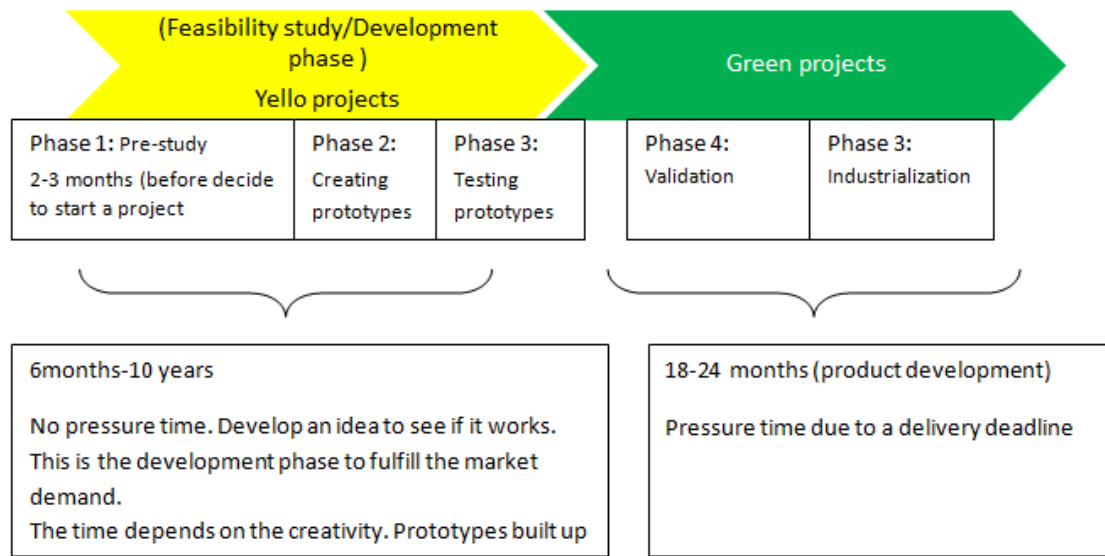 (Feasibility study/Development
phase )
Yello projects
Green projects
Phase 1: Pre-study
2-3 months (before decide
to start a project
Phase 2:
Creating
prototypes
Phase 3:
Testing
prototypes
Phase 4:
Validation
Phase 3:
Industrialization
6months-10 years
No pressure time. Develop an idea to see if it works.
This is the development phase to fulfill the market
demand.
The time depends on the creativity. Prototypes built up
18-24 months (product development)
Pressure time due to a delivery deadline